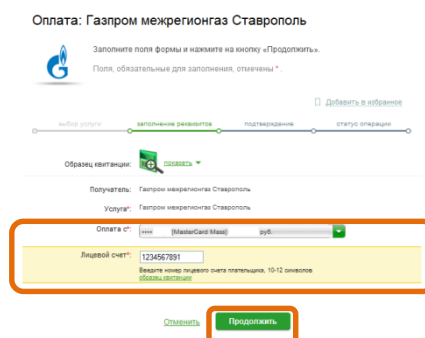 Оплата: Газпром межрегионгаз Ставрополь
Заполните поля формы и нажмите на кнопку «Продолжить».
Поля, обязательные для заполнения, отмечены *.
Добавить в избранное
выбор услуги заполнение реквизитов подтверждение статус операции
Образец квитанции: показать
Получатель: Газпром межрегионгаз Ставрополь
Услуга*: Газпром межрегионгаз Ставрополь
Оплата с*: •••• (MasterCard Mass) руб.
Лицевой счет*: 1234567891
Введите номер лицевого счета плательщика, 10-12 символов
образец квитанции
Отменить Продолжить